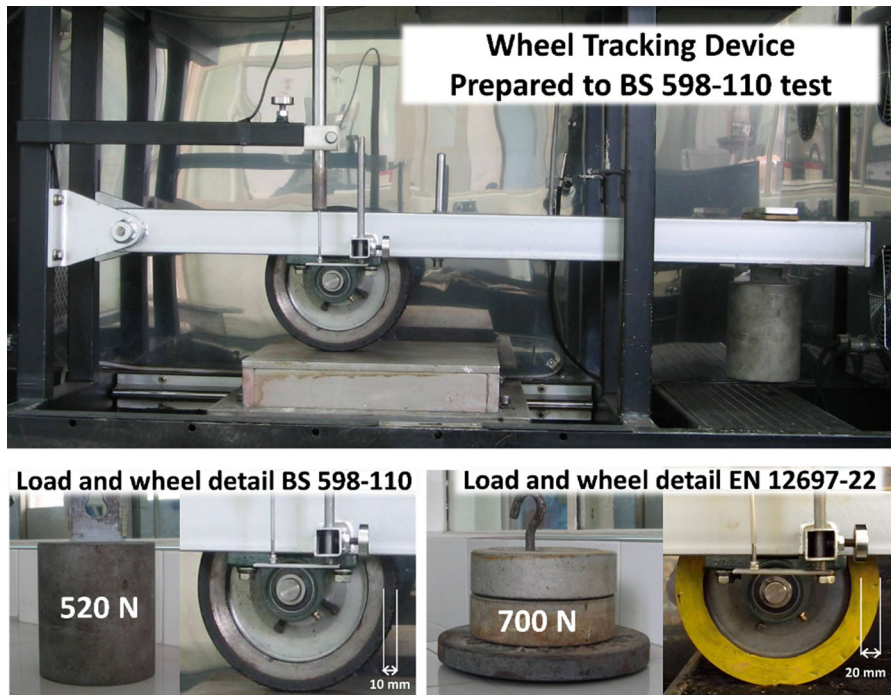 Wheel Tracking Device
Prepared to BS 598-110 test
Load and wheel detail BS 598-110
Load and wheel detail EN 12697-22
520 N
10 mm
700 N
20 mm